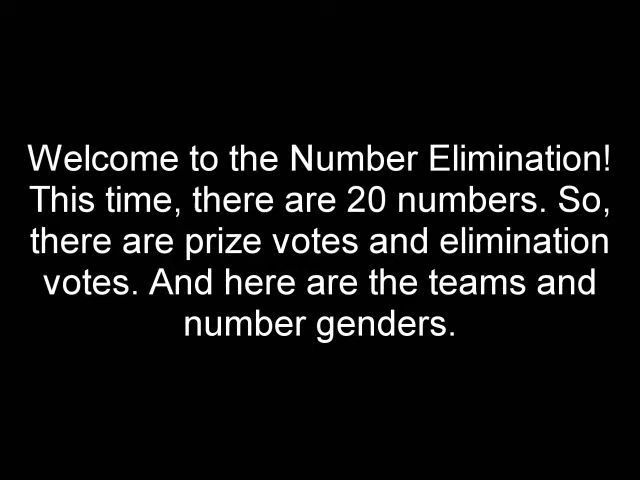 Welcome to the Number Elimination!
This time, there are 20 numbers. So,
there are prize votes and elimination
votes. And here are the teams and
number genders.